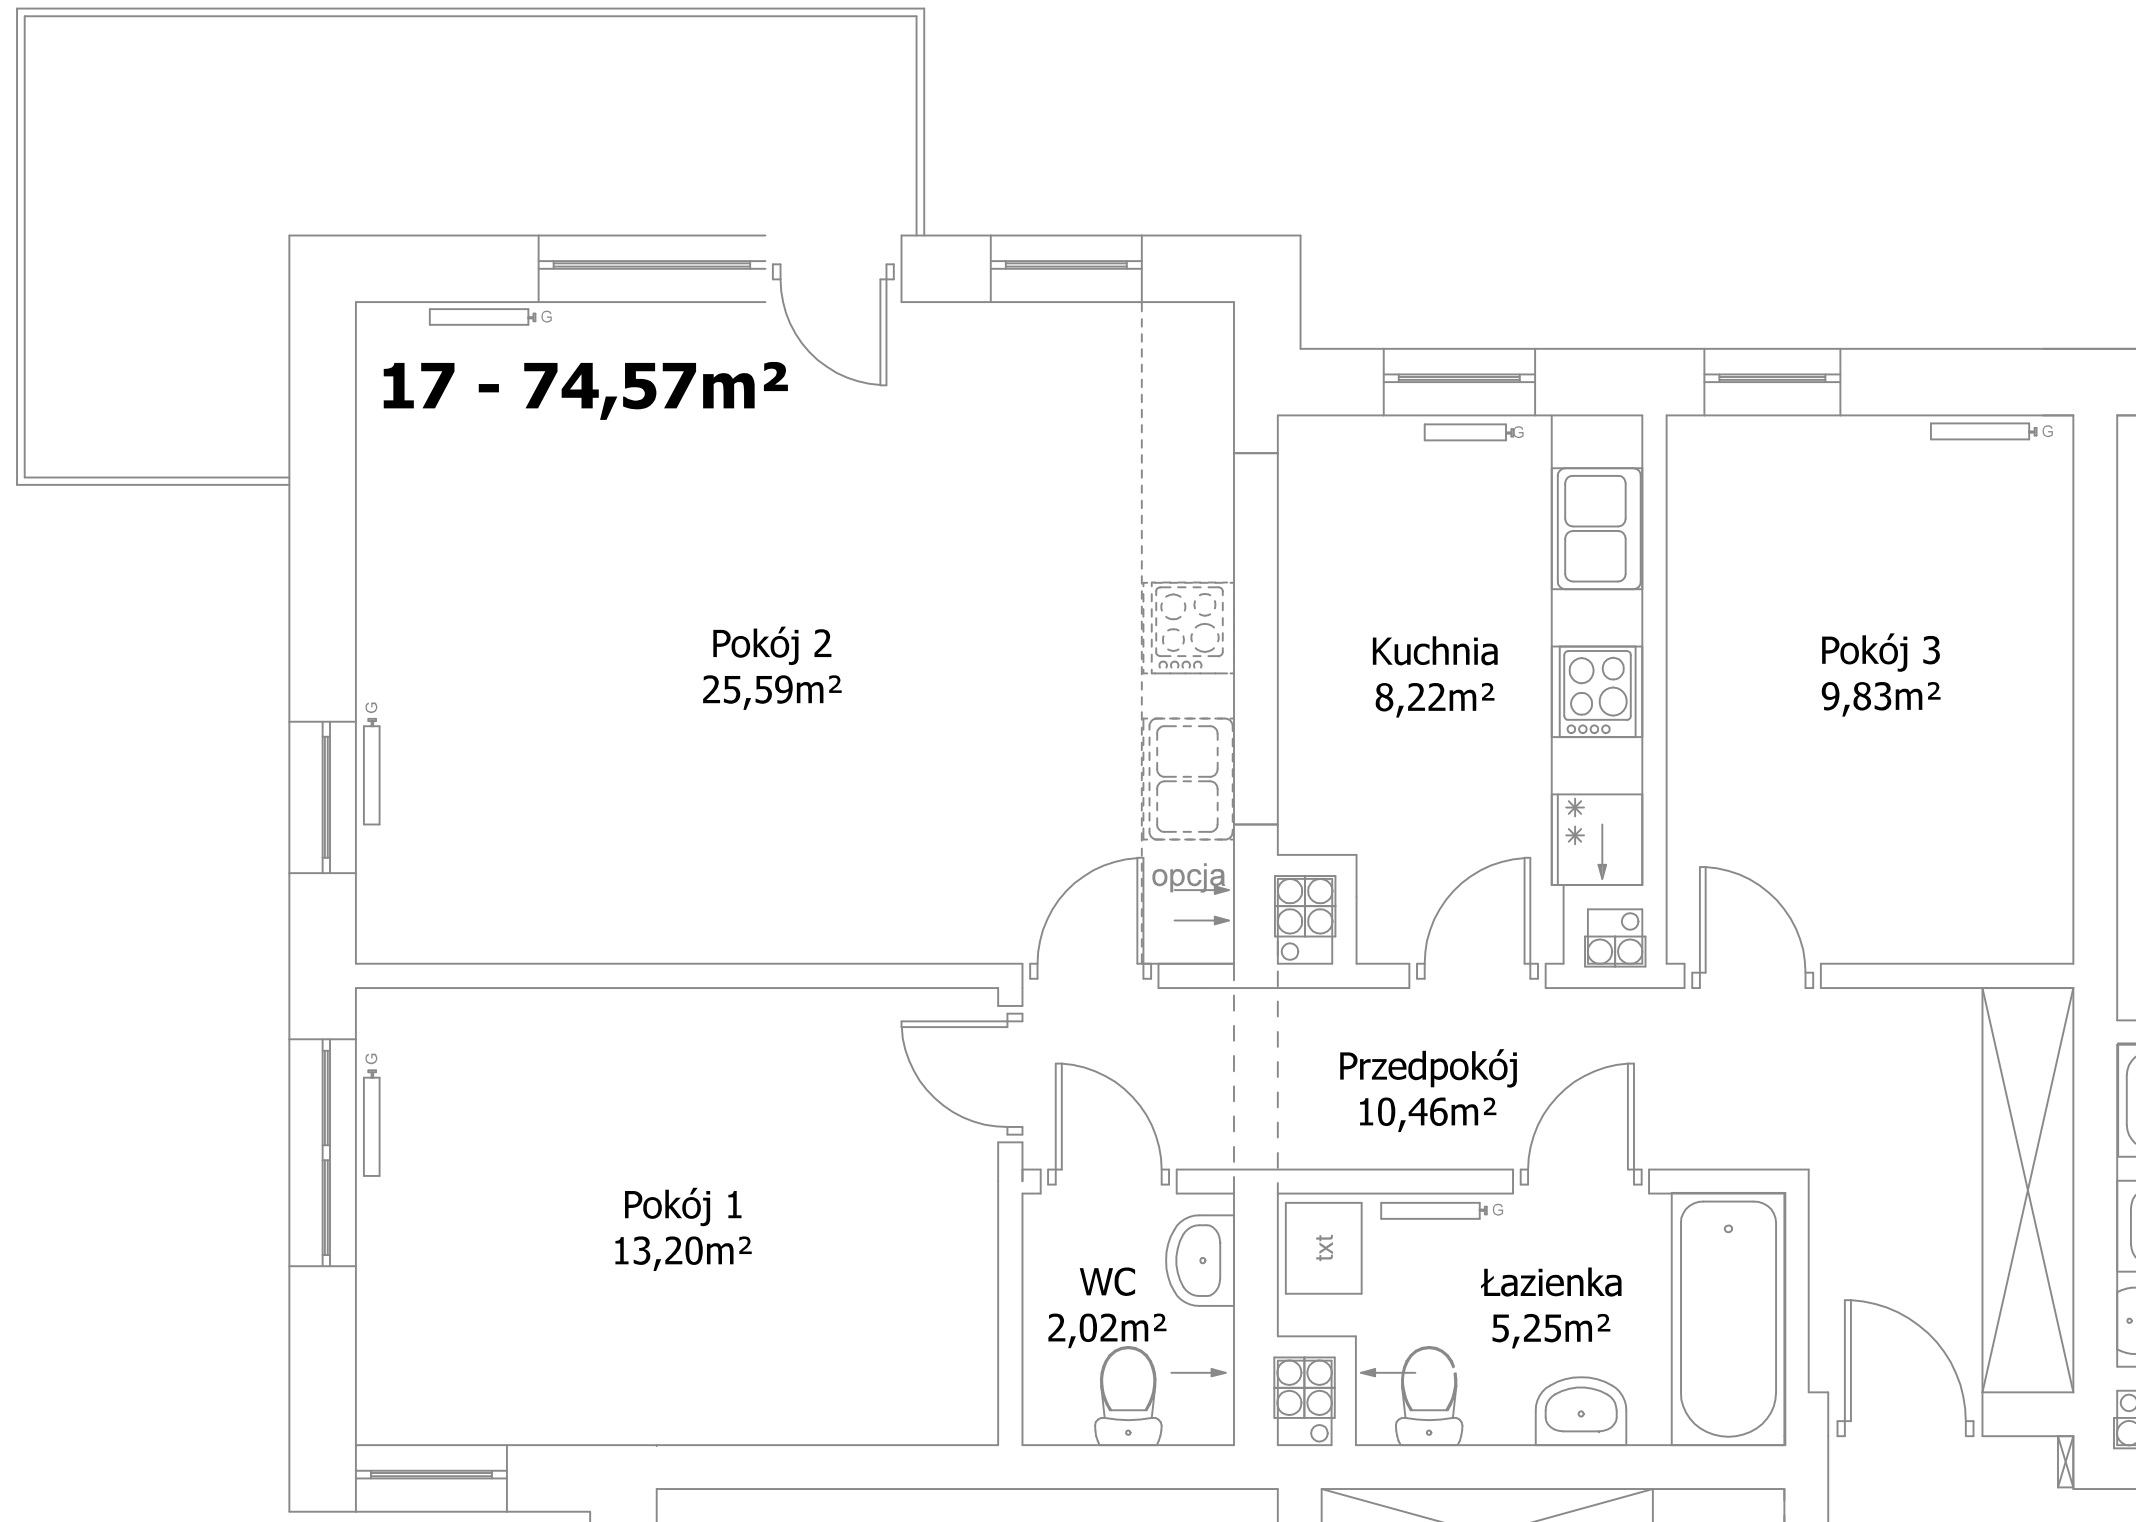 G
17 - 74,57m²
G
G
Pokój 2
25,59m²
Kuchnia
8,22m²
Pokój 3
9,83m²
G
opcja
G
Przedpokój
10,46m²
Pokój 1
13,20m²
G
txt
WC
2,02m²
Łazienka
5,25m²